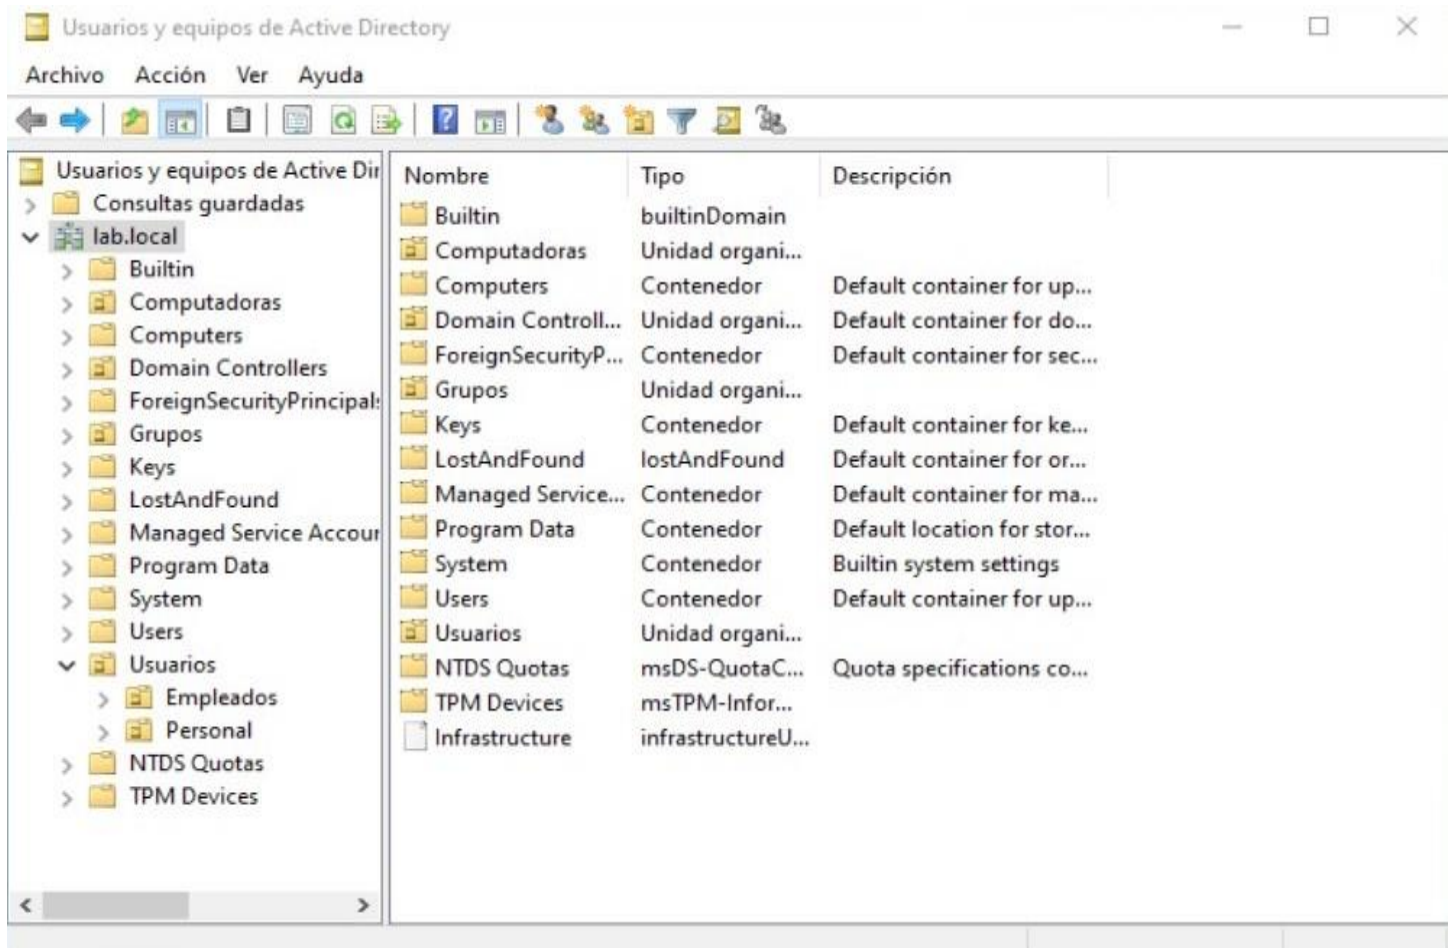 Usuarios y equipos de Active Directory
Archivo Acción Ver Ayuda
Usuarios y equipos de Active Dir
Consultas guardadas
lab.local
Builtin
Computadoras
Computers
Domain Controllers
ForeignSecurityPrincipals
Grupos
Keys
LostAndFound
Managed Service Accour
Program Data
System
Users
Usuarios
Empleados
Personal
NTDS Quotas
TPM Devices
Nombre Tipo Descripción
Builtin builtinDomain
Computadoras Unidad organi...
Computers Contenedor Default container for up...
Domain Controll... Unidad organi... Default container for do...
ForeignSecurityP... Contenedor Default container for sec...
Grupos Unidad organi...
Keys Contenedor Default container for ke...
LostAndFound lostAndFound Default container for or...
Managed Service... Contenedor Default container for ma...
Program Data Contenedor Default location for stor...
System Contenedor Builtin system settings
Users Contenedor Default container for up...
Usuarios Unidad organi...
NTDS Quotas msDS-QuotaC... Quota specifications co...
TPM Devices msTPM-Infor...
Infrastructure infrastructureU...